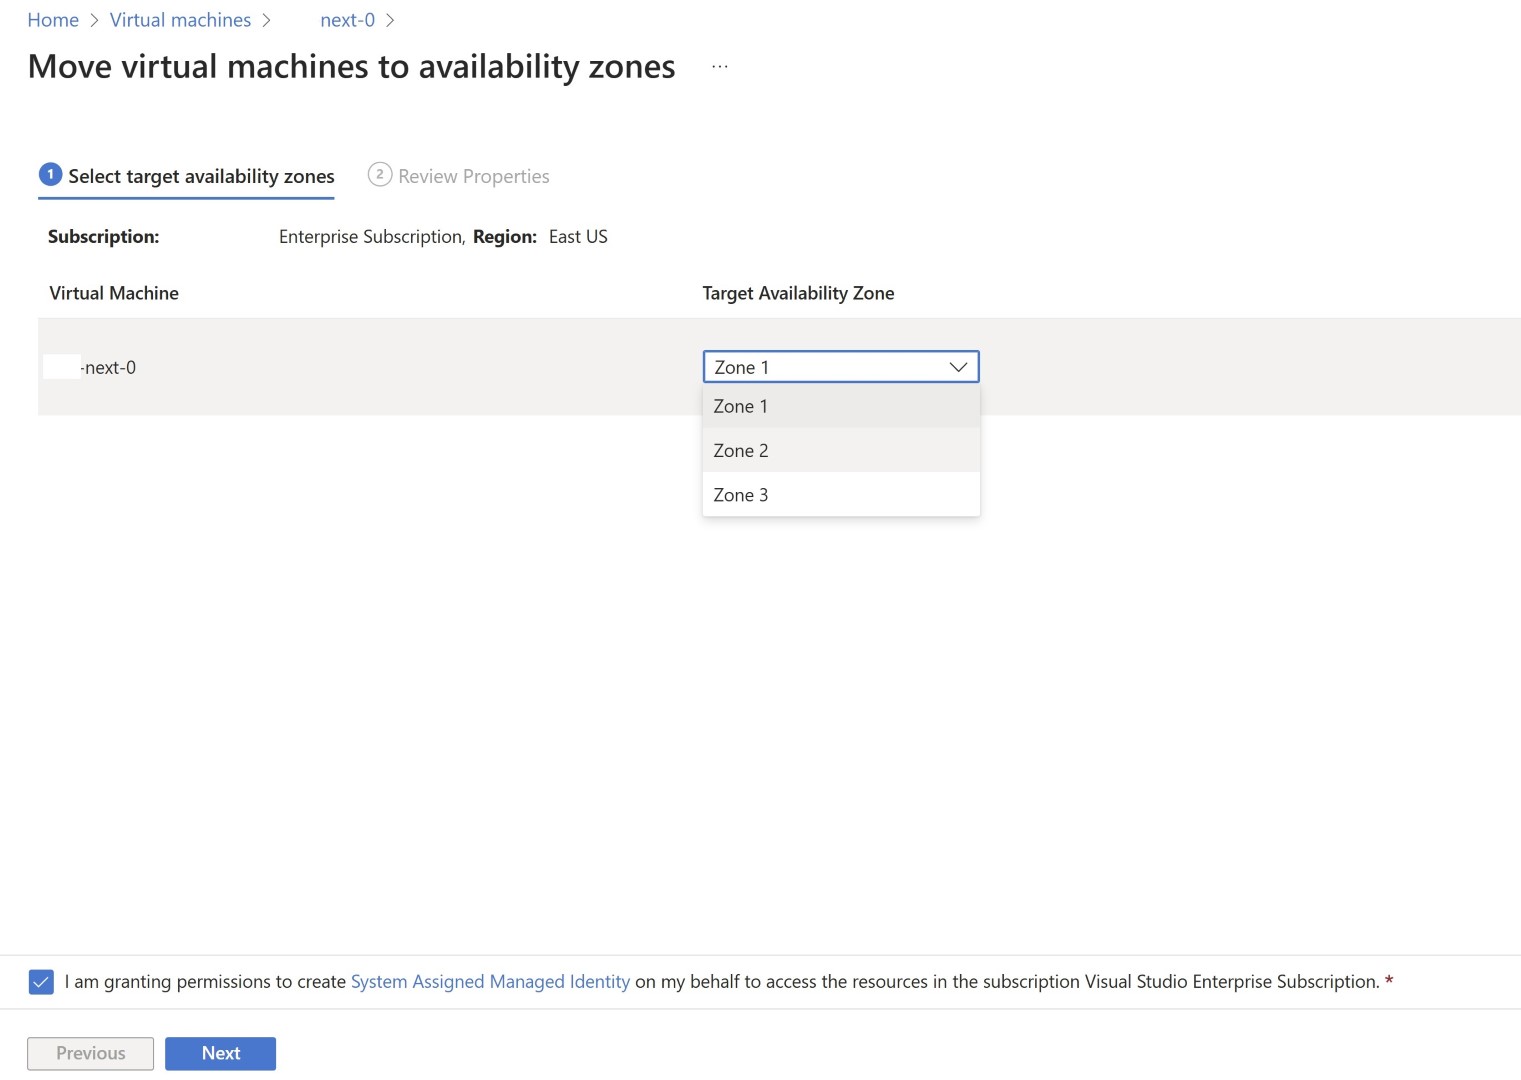 Home > Virtual machines > next-0 >
Move virtual machines to availability zones ...
1 Select target availability zones 2 Review Properties
Subscription: Enterprise Subscription, Region: East US
Virtual Machine Target Availability Zone
-next-0 Zone 1
Zone 1
Zone 2
Zone 3
I am granting permissions to create System Assigned Managed Identity on my behalf to access the resources in the subscription Visual Studio Enterprise Subscription. *
Previous Next